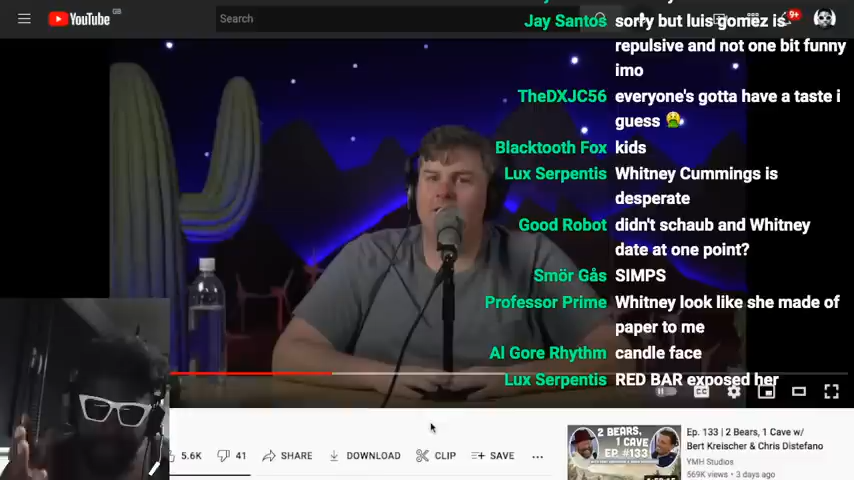 YouTube GB
Search
9+
Jay Santos sorry but luis gomez is
repulsive and not one bit funny
imo
TheDXJC56 everyone's gotta have a taste i
guess 🤮
Blacktooth Fox kids
Lux Serpentis Whitney Cummings is
desperate
Good Robot didn't schaub and Whitney
date at one point?
Smör Gås SIMPS
Professor Prime Whitney look like she made of
paper to me
Al Gore Rhythm candle face
Lux Serpentis RED BAR exposed her
5.6K 41 SHARE DOWNLOAD CLIP SAVE
2 BEARS,
1 CAVE
EP. #133
Ep. 133 | 2 Bears, 1 Cave w/
Bert Kreischer & Chris Distefano
YMH Studios
569K views • 3 days ago